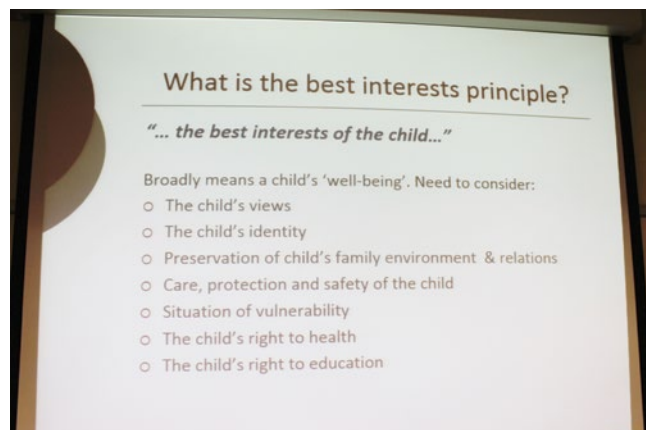 What is the best interests principle?
“... the best interests of the child...”
Broadly means a child’s ‘well-being’. Need to consider:
o The child’s views
o The child’s identity
o Preservation of child’s family environment & relations
o Care, protection and safety of the child
o Situation of vulnerability
o The child’s right to health
o The child’s right to education